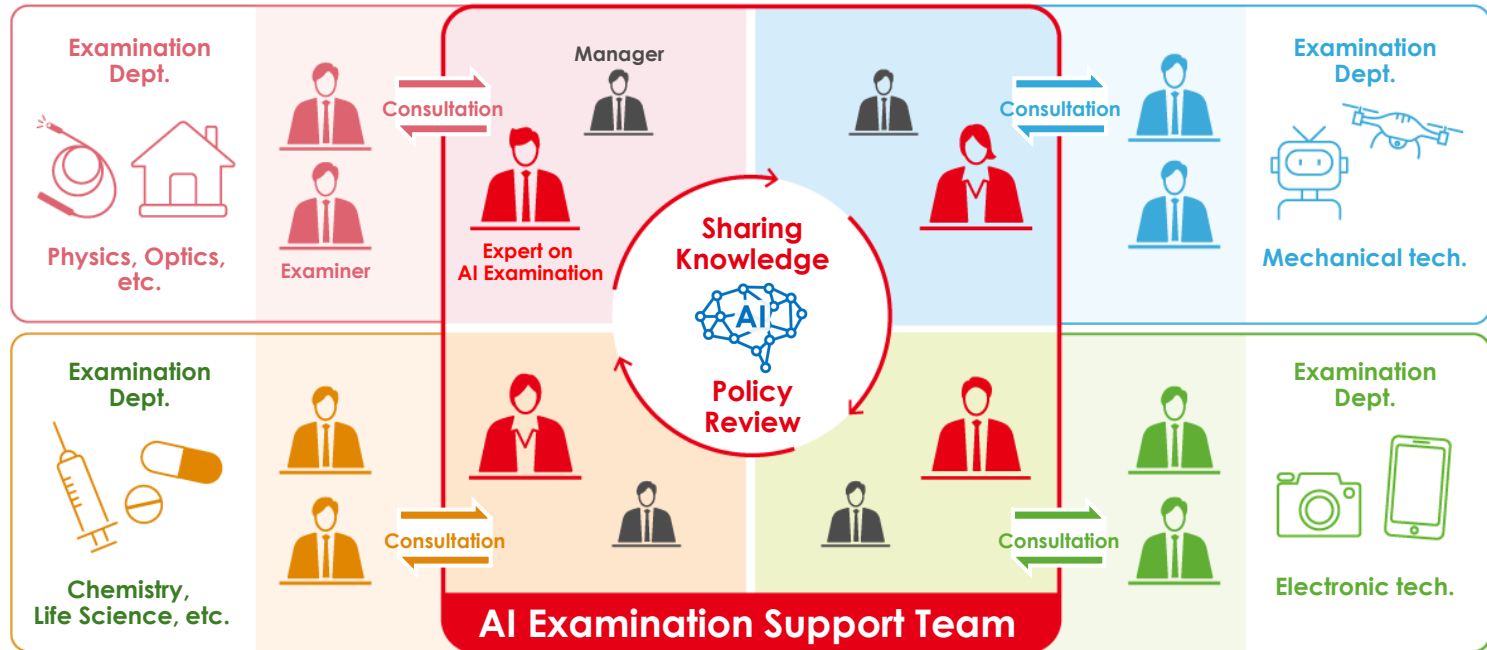 Examination
Dept.
Physics, Optics,
etc.
Examiner
Consultation
Manager
Expert on
AI Examination
Consultation
Examination
Dept.
Mechanical tech.
Sharing
Knowledge
AI
Policy
Review
Examination
Dept.
Chemistry,
Life Science, etc.
Consultation
Consultation
Examination
Dept.
Electronic tech.
AI Examination Support Team